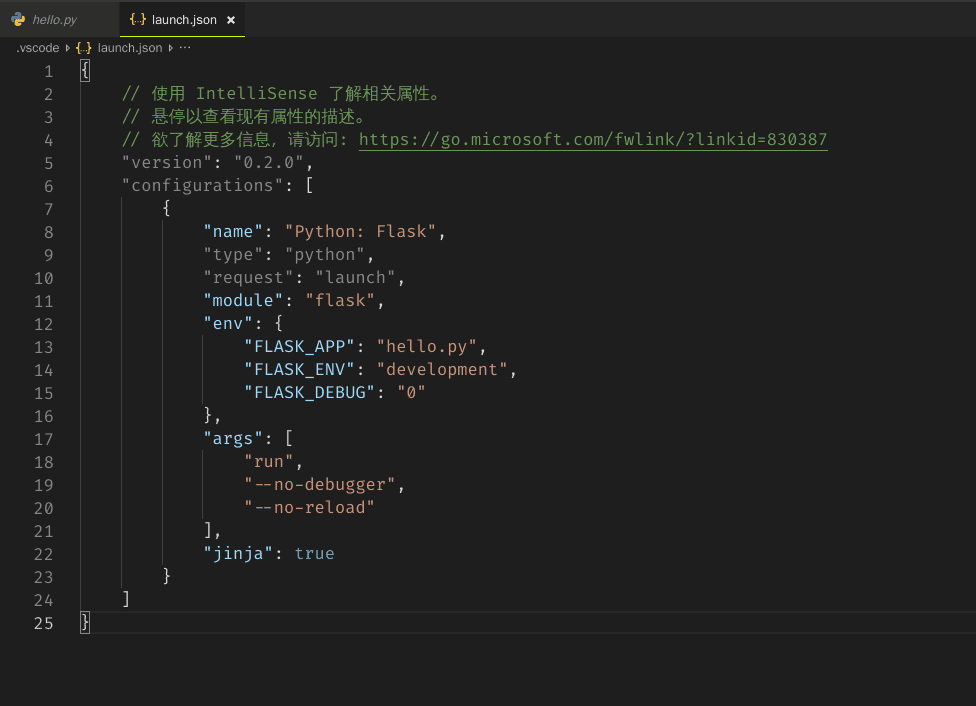 hello.py
{..} launch.json ×
.vscode {..} launch.json ...
1 {
2 // 使用 IntelliSense 了解相关属性。
3 // 悬停以查看现有属性的描述。
4 // 欲了解更多信息，请访问: https://go.microsoft.com/fwlink/?linkid=830387
5 "version": "0.2.0",
6 "configurations": [
7 {
8 "name": "Python: Flask",
9 "type": "python",
10 "request": "launch",
11 "module": "flask",
12 "env": {
13 "FLASK_APP": "hello.py",
14 "FLASK_ENV": "development",
15 "FLASK_DEBUG": "0"
16 },
17 "args": [
18 "run",
19 "--no-debugger",
20 "--no-reload"
21 ],
22 "jinja": true
23 }
24 ]
25 }